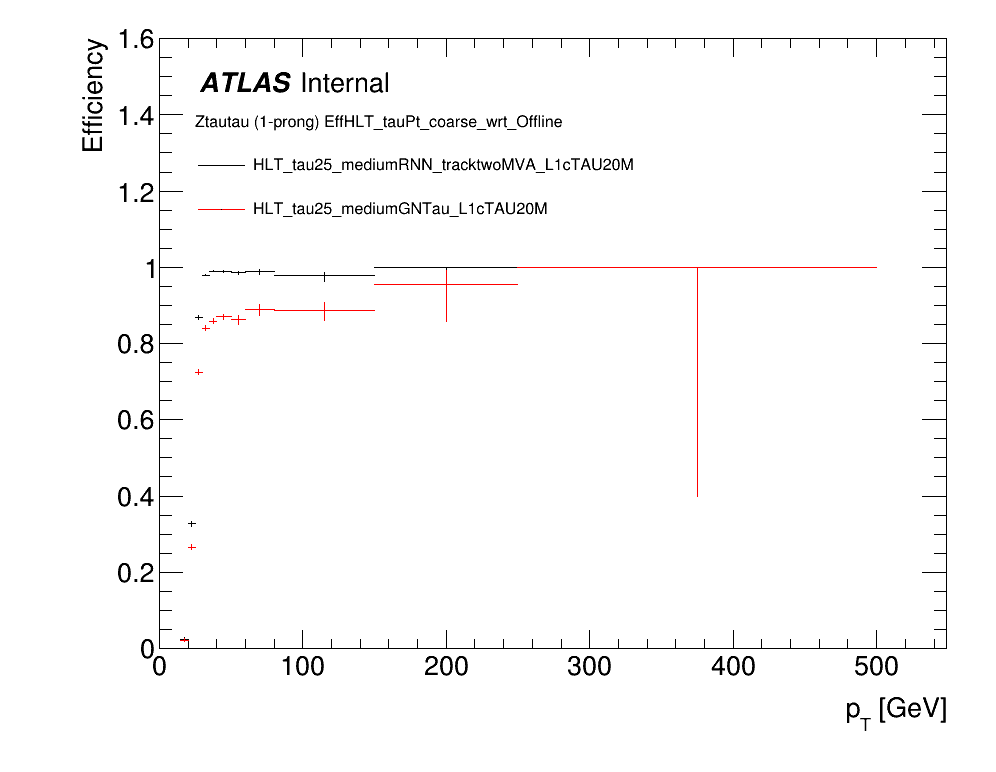 Efficiency
1.6
1.4
1.2
1
0.8
0.6
0.4
0.2
0
ATLAS Internal
Ztautau (1-prong) EffHLT_tauPt_coarse_wrt_Offline
HLT_tau25_mediumRNN_tracktwoMVA_L1cTAU20M
HLT_tau25_mediumGNTau_L1cTAU20M
0 100 200 300 400 500
p_T [GeV]